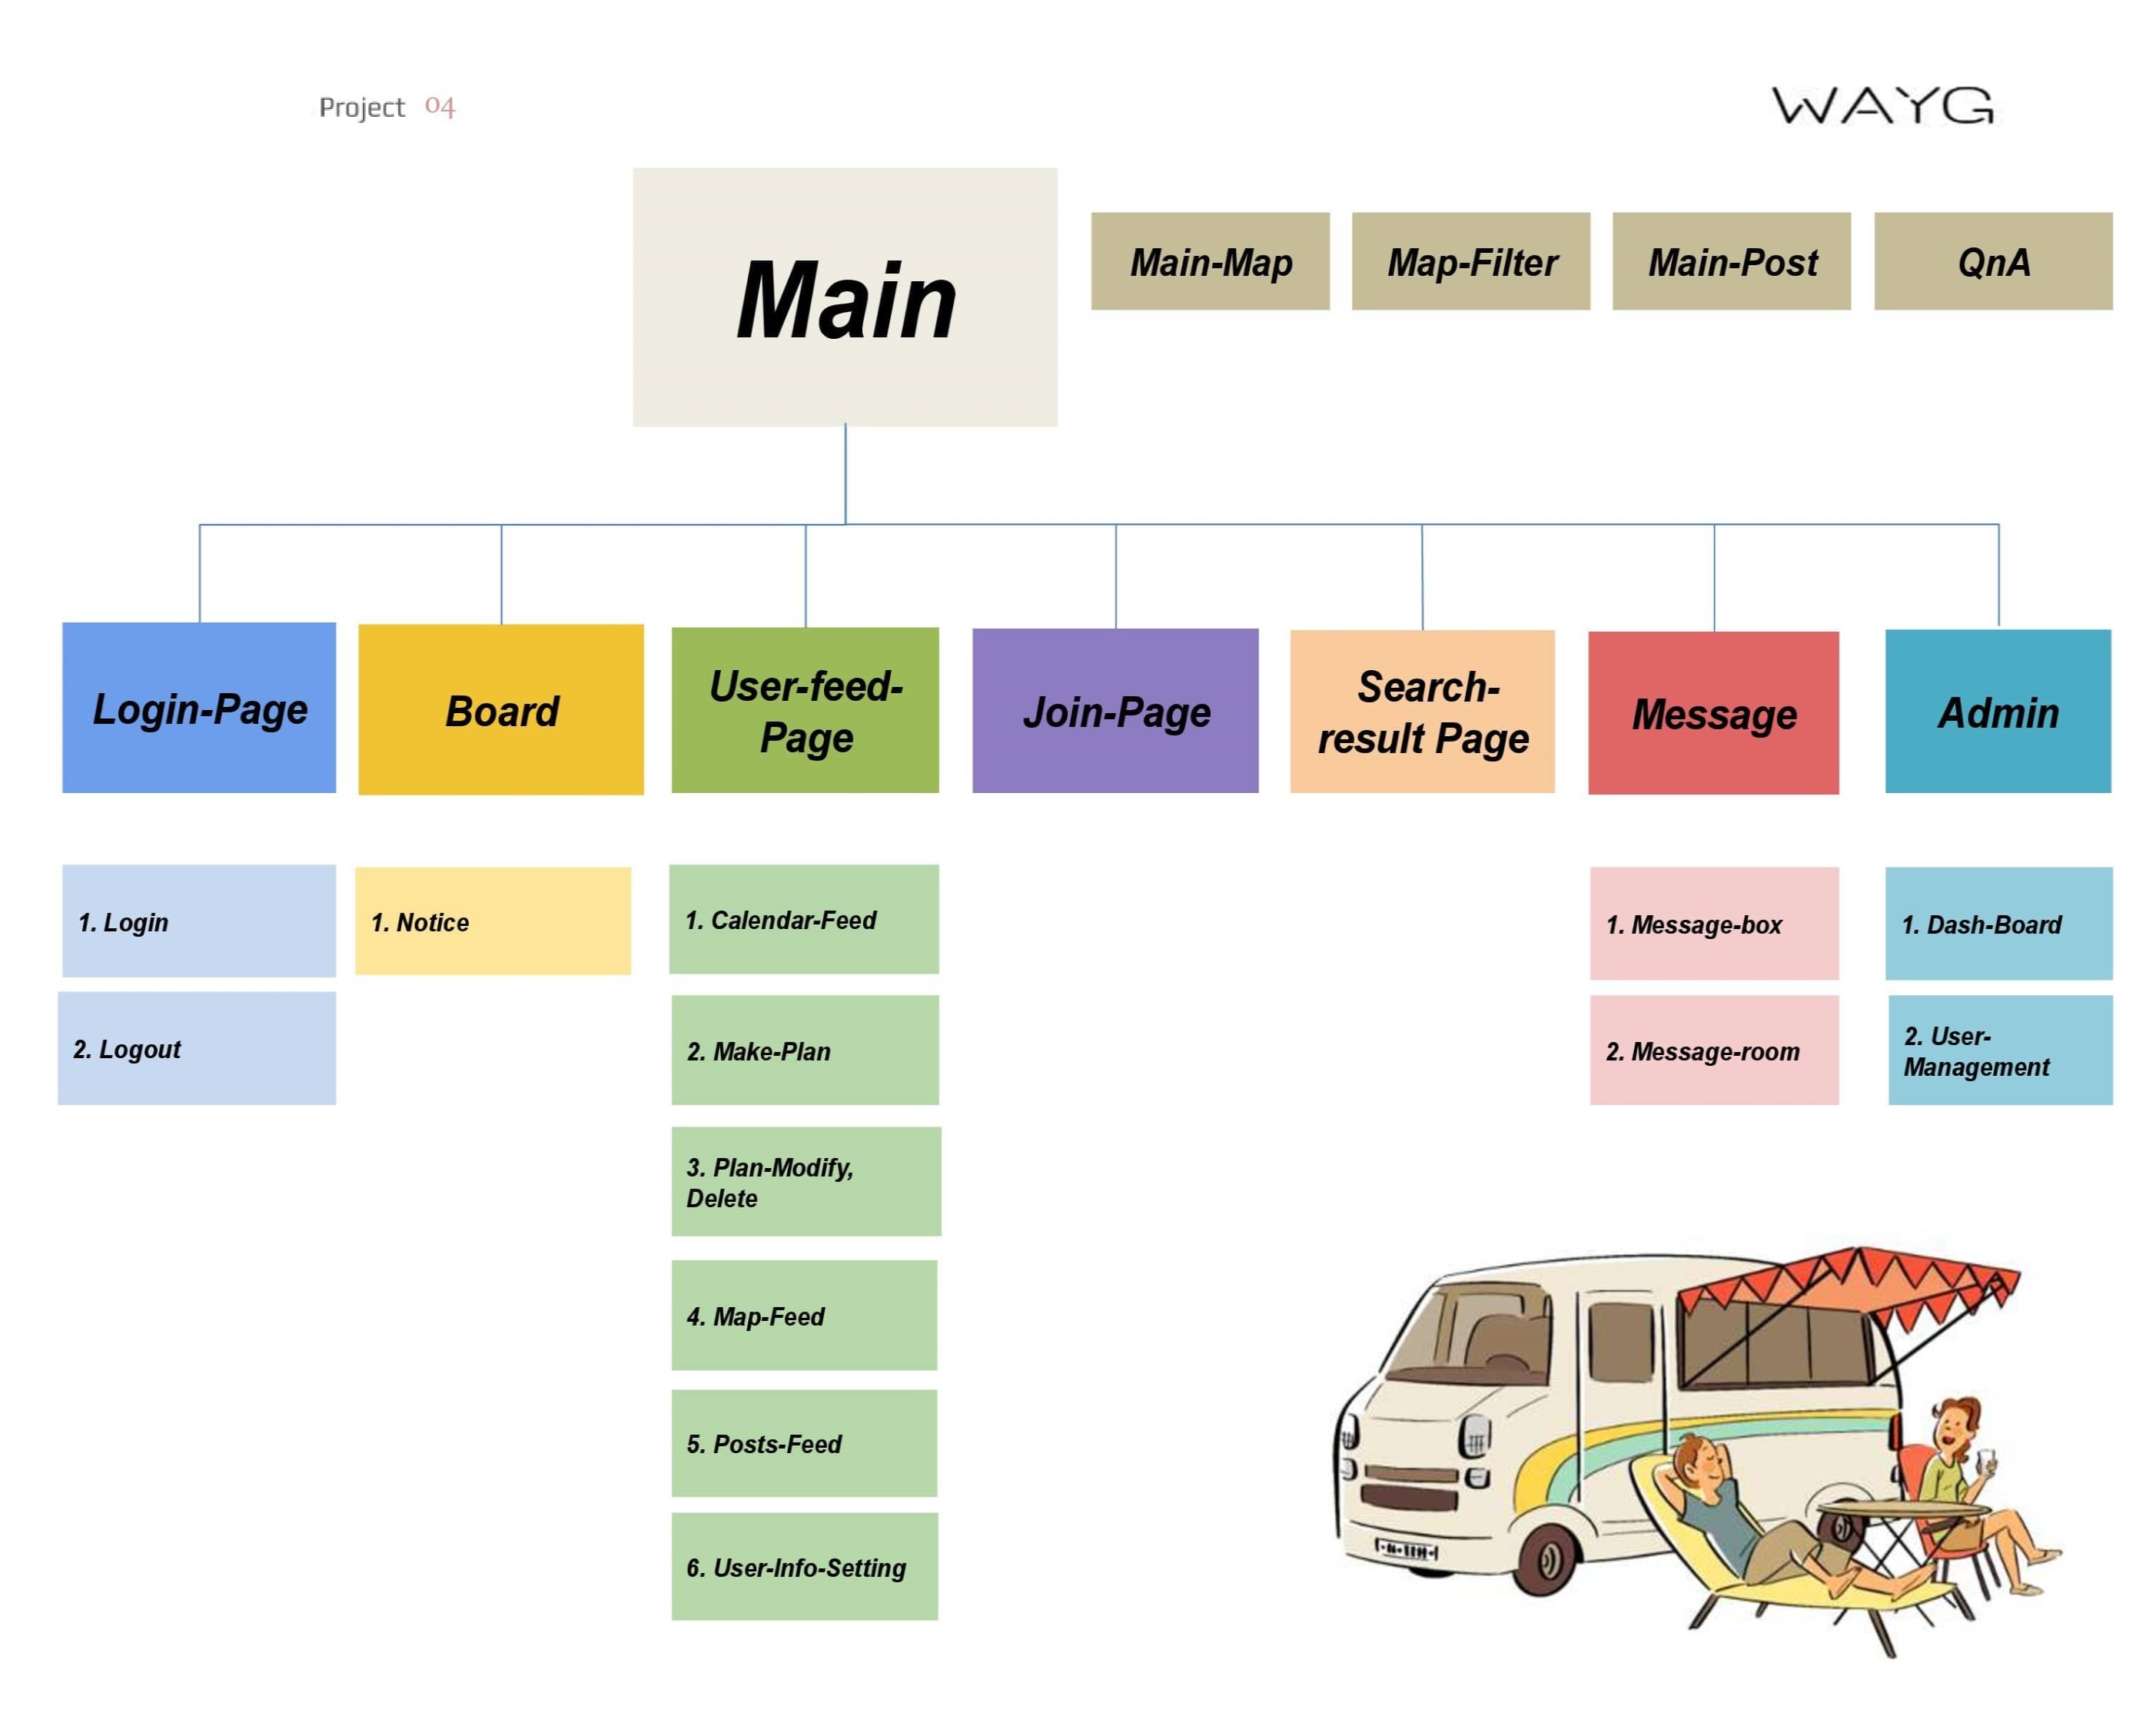 Project 04
WAYG
Main
Main-Map
Map-Filter
Main-Post
QnA
Login-Page
Board
User-feed-
Page
Join-Page
Search-
result Page
Message
Admin
1. Login
2. Logout
1. Notice
1. Calendar-Feed
2. Make-Plan
3. Plan-Modify,
Delete
4. Map-Feed
5. Posts-Feed
6. User-Info-Setting
1. Message-box
2. Message-room
1. Dash-Board
2. User-
Management